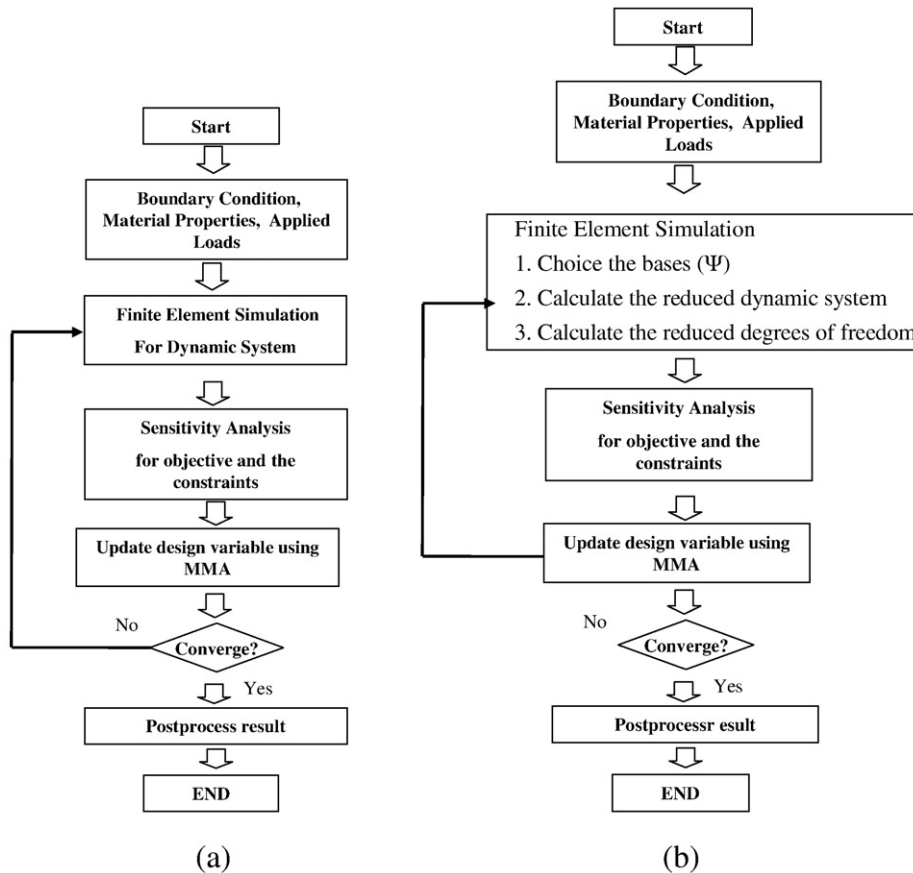 Start
Boundary Condition,
Material Properties, Applied
Loads
Finite Element Simulation
For Dynamic System
Sensitivity Analysis
for objective and the
constraints
Update design variable using
MMA
No
Converge?
Yes
Postprocess result
END
(a)
Start
Boundary Condition,
Material Properties, Applied
Loads
Finite Element Simulation
1. Choice the bases (Ψ)
2. Calculate the reduced dynamic system
3. Calculate the reduced degrees of freedom
Sensitivity Analysis
for objective and the
constraints
Update design variable using
MMA
No
Converge?
Yes
Postprocessr esult
END
(b)